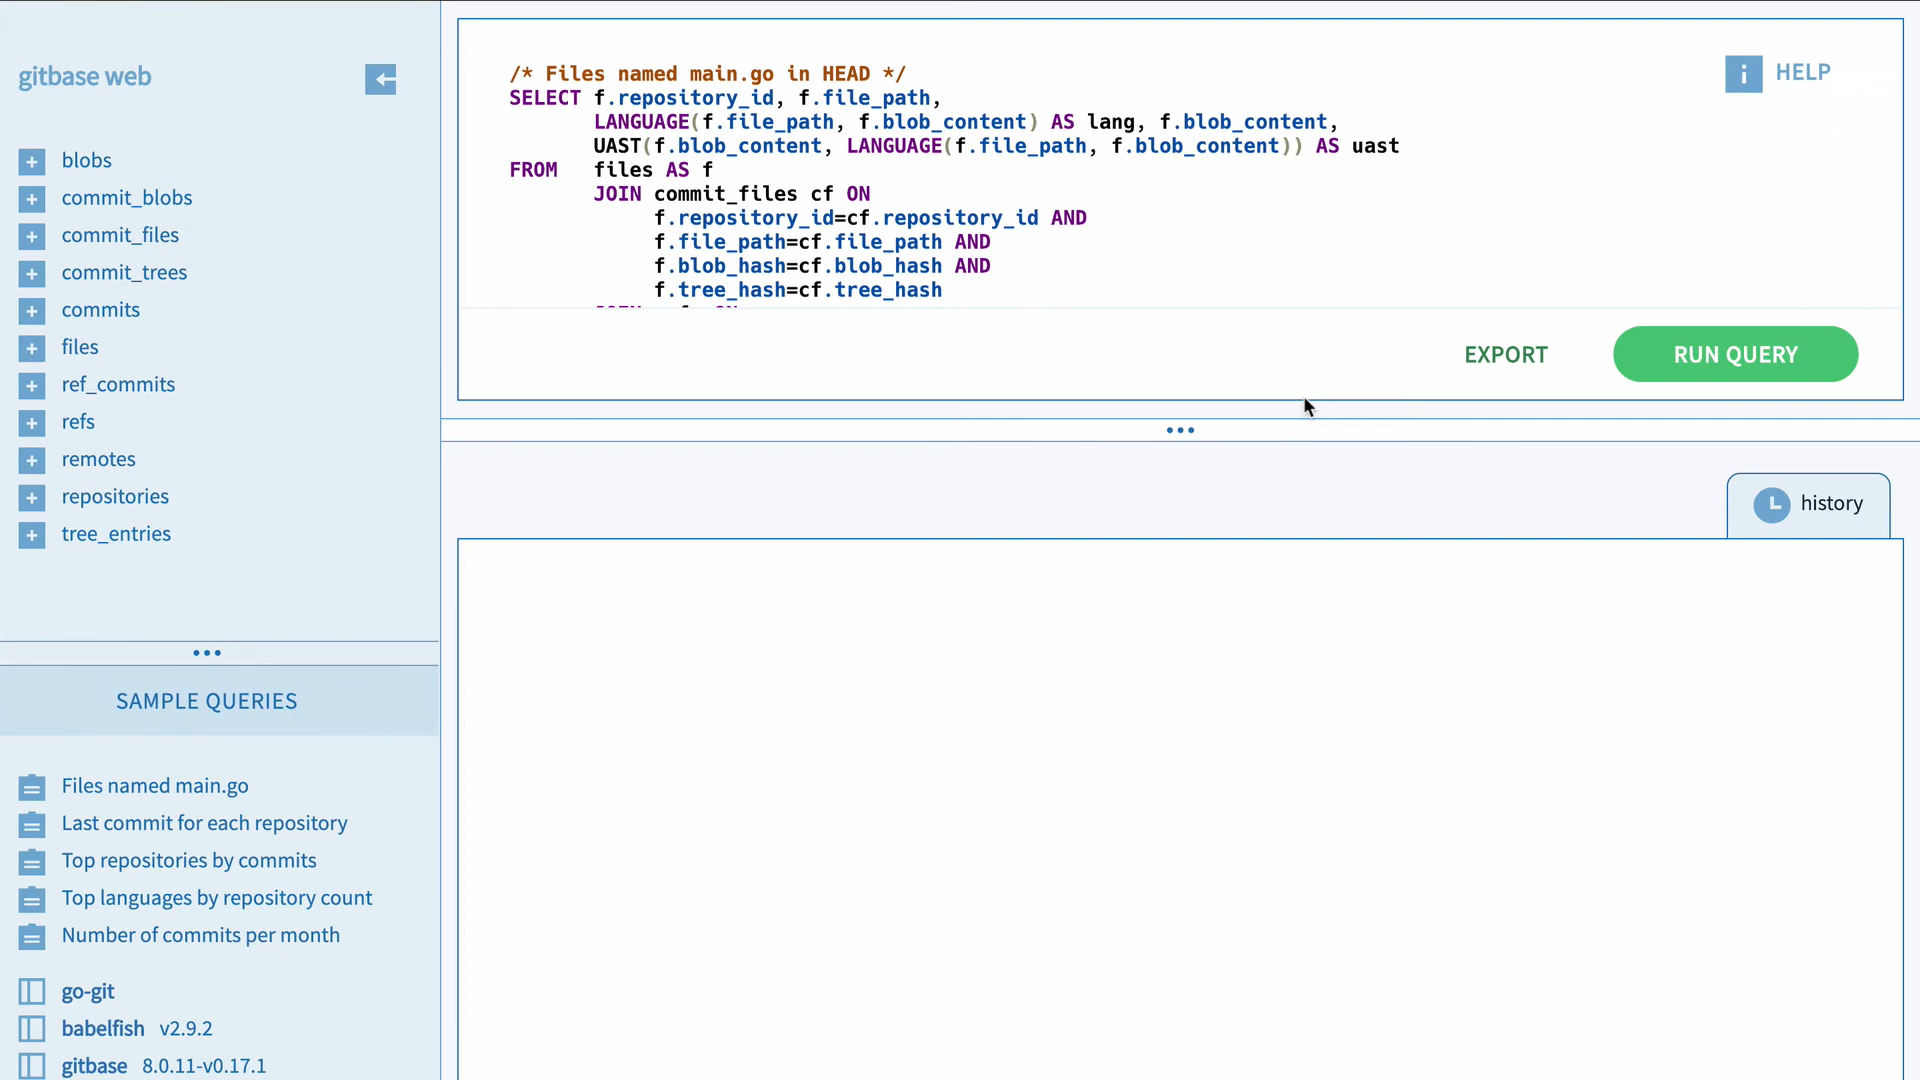 gitbase web
blobs
commit_blobs
commit_files
commit_trees
commits
files
ref_commits
refs
remotes
repositories
tree_entries
SAMPLE QUERIES
Files named main.go
Last commit for each repository
Top repositories by commits
Top languages by repository count
Number of commits per month
go-git
babelfish v2.9.2
gitbase 8.0.11-v0.17.1
/* Files named main.go in HEAD */
SELECT f.repository_id, f.file_path,
LANGUAGE(f.file_path, f.blob_content) AS lang, f.blob_content,
UAST(f.blob_content, LANGUAGE(f.file_path, f.blob_content)) AS uast
FROM files AS f
JOIN commit_files cf ON
f.repository_id=cf.repository_id AND
f.file_path=cf.file_path AND
f.blob_hash=cf.blob_hash AND
f.tree_hash=cf.tree_hash
HELP
EXPORT
RUN QUERY
history